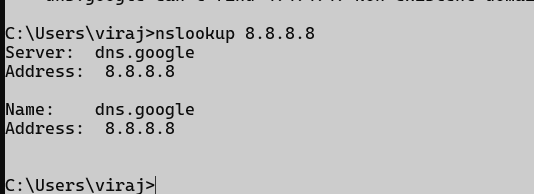 C:\Users\viraj>nslookup 8.8.8.8
Server:  dns.google
Address:  8.8.8.8
Name:    dns.google
Address:  8.8.8.8
C:\Users\viraj>